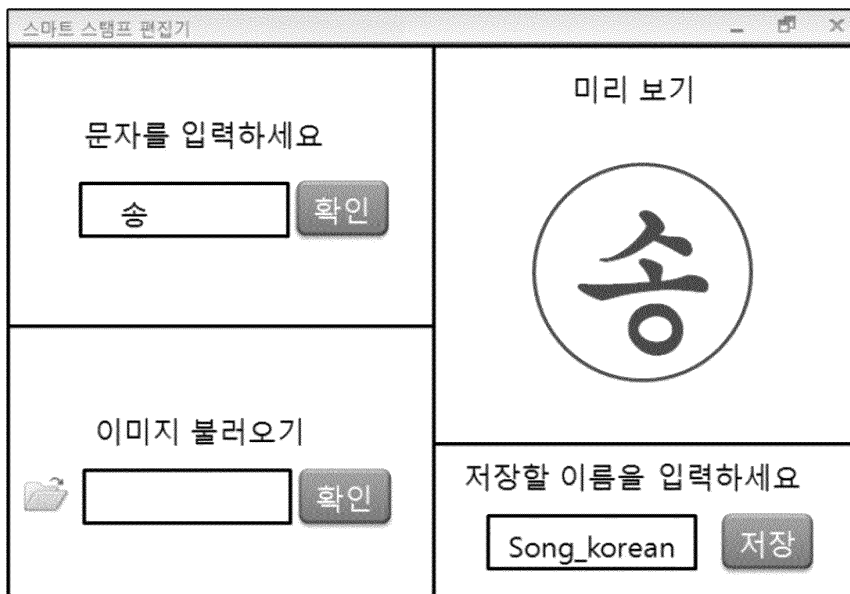 스마트 스탬프 편집기
문자를 입력하세요
송
확인
이미지 불러오기
확인
미리 보기
송
저장할 이름을 입력하세요
Song_korean
저장